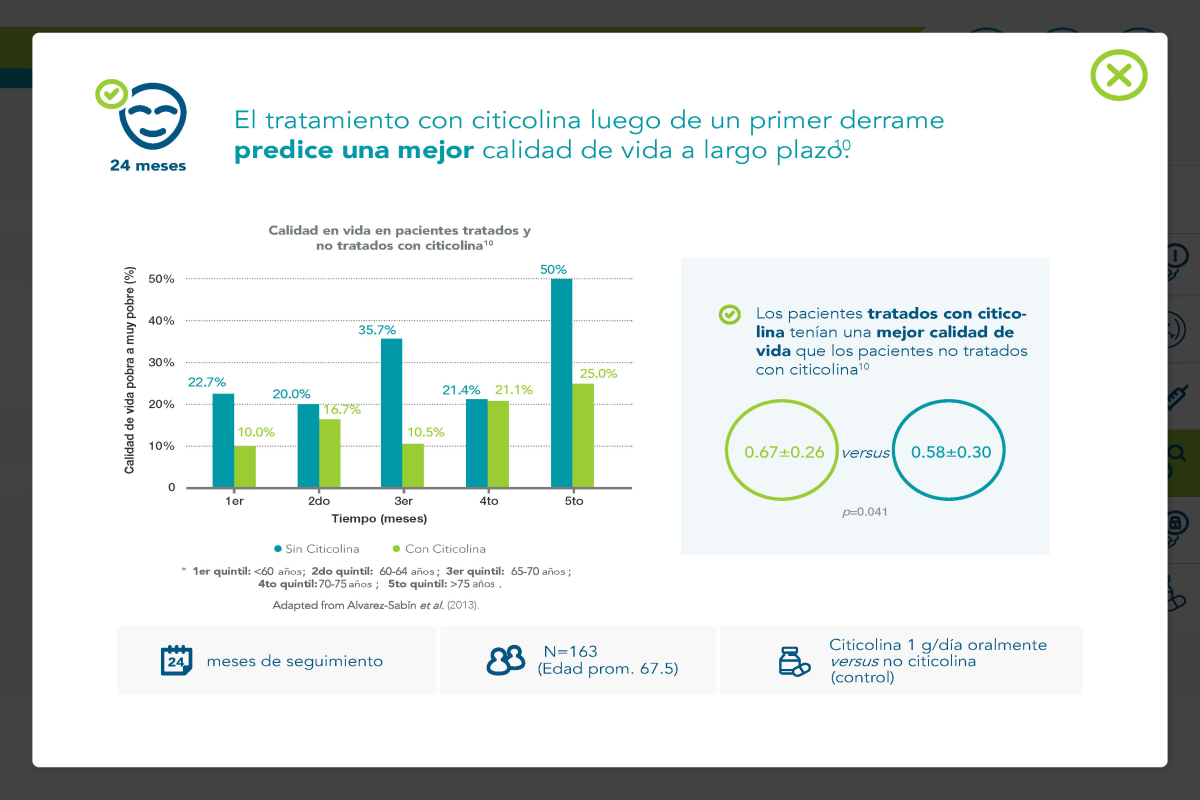 24 meses
El tratamiento con citicolina luego de un primer derrame
predice una mejor calidad de vida a largo plazo.10
Calidad en vida en pacientes tratados y
no tratados con citicolina10
Calidad de vida pobra a muy pobre (%)
50%
40%
30%
20%
10%
0
22.7%
10.0%
20.0%
16.7%
35.7%
10.5%
21.4%
21.1%
50%
25.0%
1er
2do
3er
4to
5to
Tiempo (meses)
Sin Citicolina
Con Citicolina
* 1er quintil: <60 años; 2do quintil: 60-64 años; 3er quintil: 65-70 años;
4to quintil: 70-75 años; 5to quintil: >75 años.
Adapted from Alvarez-Sabín et al. (2013).
Los pacientes tratados con citico-
lina tenían una mejor calidad de
vida que los pacientes no tratados
con citicolina10
0.67±0.26 versus 0.58±0.30
p=0.041
24
meses de seguimiento
N=163
(Edad prom. 67.5)
Citicolina 1 g/día oralmente
versus no citicolina
(control)